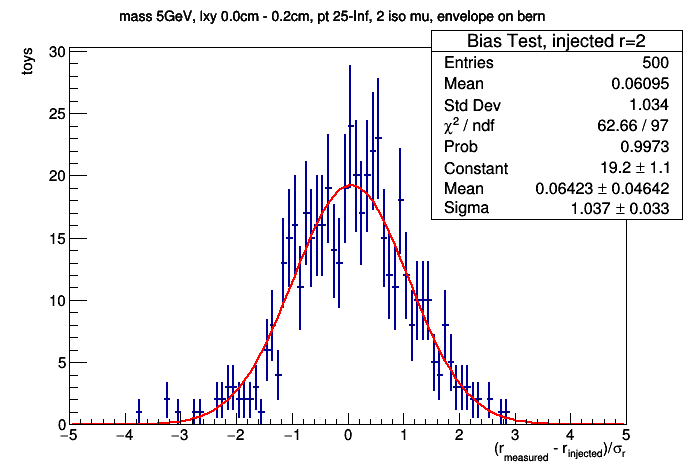 mass 5GeV, lxy 0.0cm - 0.2cm, pt 25-Inf, 2 iso mu, envelope on bern
Bias Test, injected r=2
Entries 500
Mean 0.06095
Std Dev 1.034
χ² / ndf 62.66 / 97
Prob 0.9973
Constant 19.2 ± 1.1
Mean 0.06423 ± 0.04642
Sigma 1.037 ± 0.033
toys
30
25
20
15
10
5
0
−5 −4 −3 −2 −1 0 1 2 3 4 5
(r_measured - r_injected)/σ_r